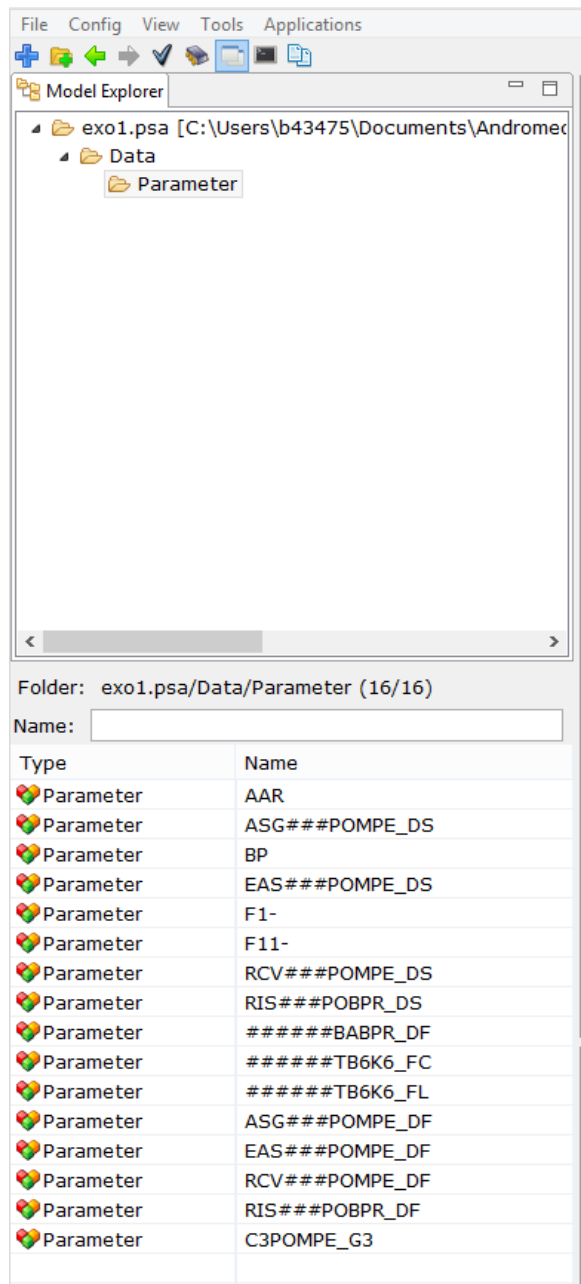 File Config View Tools Applications
Model Explorer
exo1.psa [C:\Users\b43475\Documents\Andromed
Data
Parameter
Folder: exo1.psa/Data/Parameter (16/16)
Name:
Type Name
Parameter AAR
Parameter ASG###POMPE_DS
Parameter BP
Parameter EAS###POMPE_DS
Parameter F1-
Parameter F11-
Parameter RCV###POMPE_DS
Parameter RIS###POBPR_DS
Parameter ######BABPR_DF
Parameter ######TB6K6_FC
Parameter ######TB6K6_FL
Parameter ASG###POMPE_DF
Parameter EAS###POMPE_DF
Parameter RCV###POMPE_DF
Parameter RIS###POBPR_DF
Parameter C3POMPE_G3